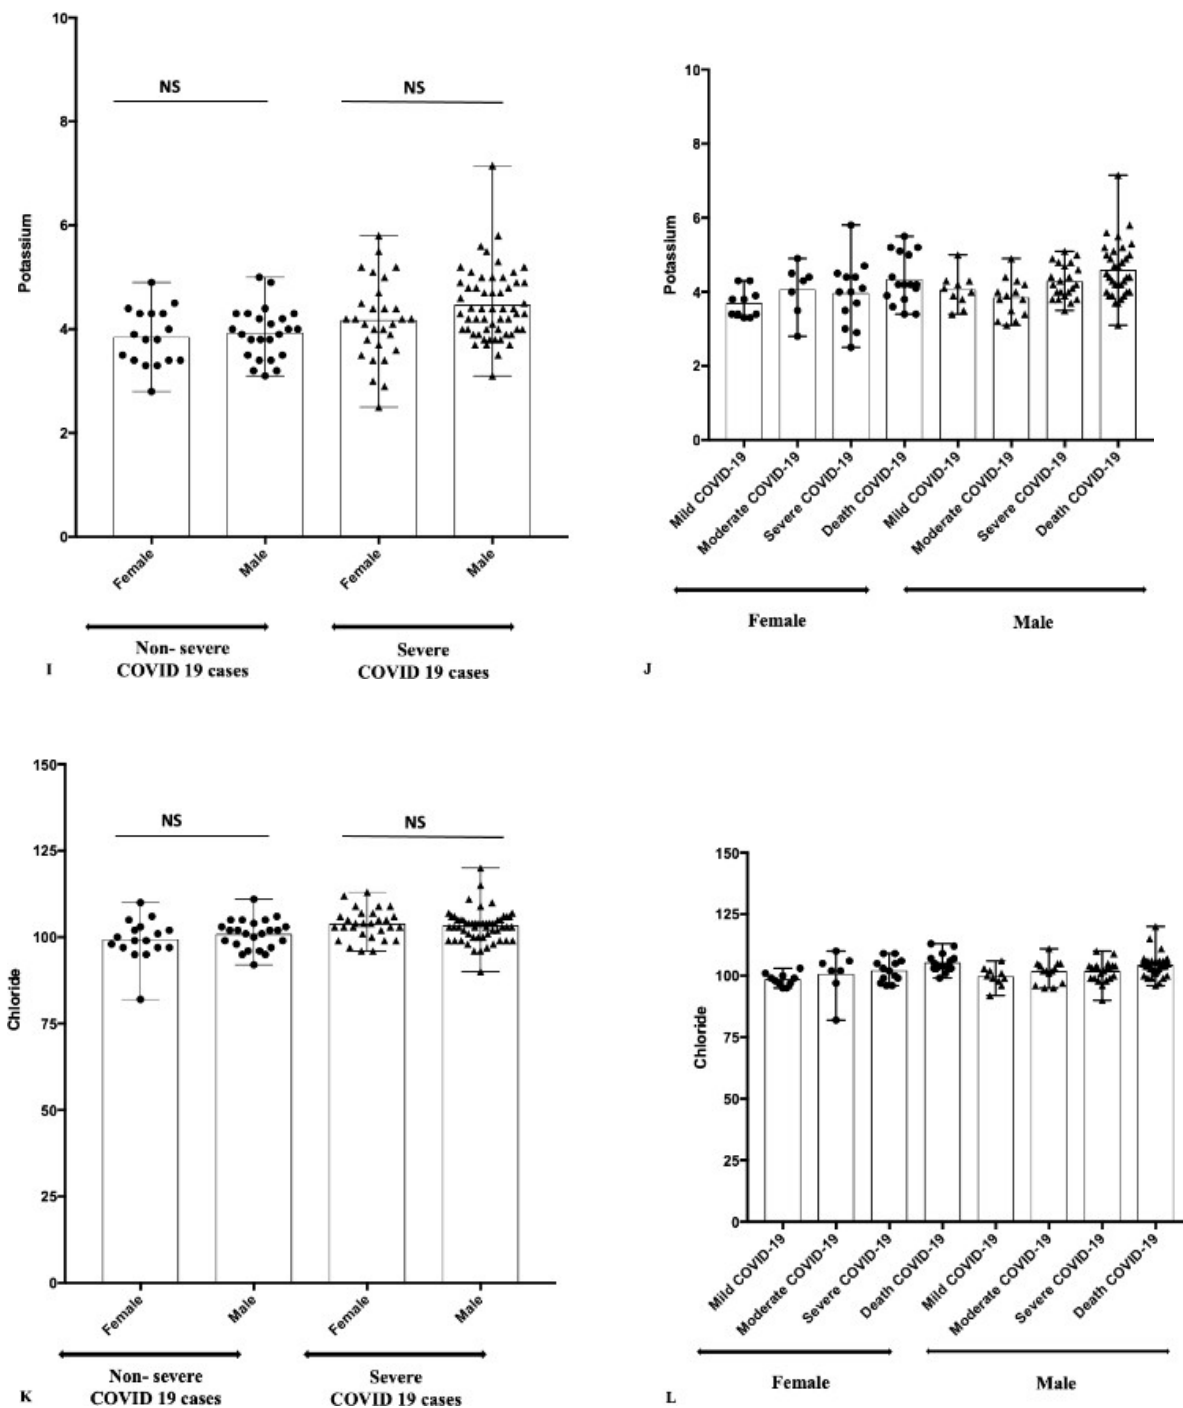 10
8
6
4
2
0
Potassium
NS
NS
Female
Male
Female
Male
Non- severe
COVID 19 cases
Severe
COVID 19 cases
I
10
8
6
4
2
0
Potassium
Mild COVID-19
Moderate COVID-19
Severe COVID-19
Death COVID-19
Mild COVID-19
Moderate COVID-19
Severe COVID-19
Death COVID-19
Female
Male
J
150
125
100
75
50
25
0
Chloride
NS
NS
Female
Male
Female
Male
Non- severe
COVID 19 cases
Severe
COVID 19 cases
K
150
125
100
75
50
25
0
Chloride
Mild COVID-19
Moderate COVID-19
Severe COVID-19
Death COVID-19
Mild COVID-19
Moderate COVID-19
Severe COVID-19
Death COVID-19
Female
Male
L